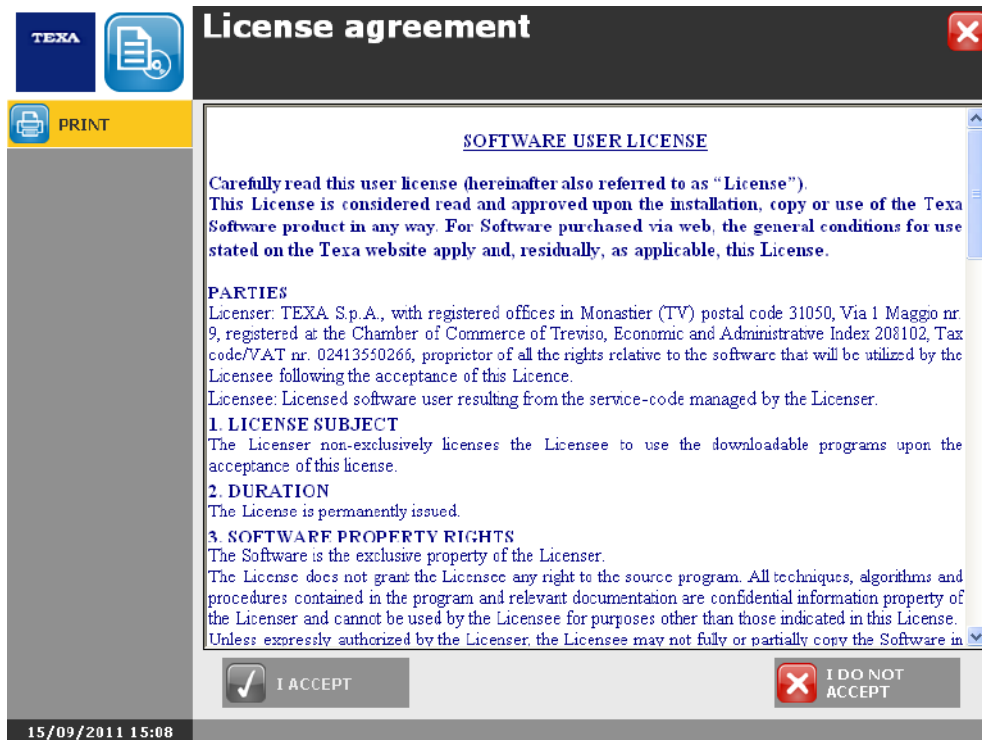 TEXA
License agreement
PRINT
SOFTWARE USER LICENSE
Carefully read this user license (hereinafter also referred to as “License”).
This License is considered read and approved upon the installation, copy or use of the Texa
Software product in any way. For Software purchased via web, the general conditions for use
stated on the Texa website apply and, residually, as applicable, this License.
PARTIES
Licenser: TEXA S.p.A., with registered offices in Monastier (TV) postal code 31050, Via 1 Maggio nr.
9, registered at the Chamber of Commerce of Treviso, Economic and Administrative Index 208102, Tax
code/VAT nr. 02413550266, proprietor of all the rights relative to the software that will be utilized by the
Licensee following the acceptance of this Licence.
Licensee: Licensed software user resulting from the service-code managed by the Licenser.
1. LICENSE SUBJECT
The Licenser non-exclusively licenses the Licensee to use the downloadable programs upon the
acceptance of this license.
2. DURATION
The License is permanently issued.
3. SOFTWARE PROPERTY RIGHTS
The Software is the exclusive property of the Licenser.
The License does not grant the Licensee any right to the source program. All techniques, algorithms and
procedures contained in the program and relevant documentation are confidential information property of
the Licenser and cannot be used by the Licensee for purposes other than those indicated in this License.
Unless expressly authorized by the Licenser, the Licensee may not fully or partially copy the Software in
I ACCEPT
I DO NOT
ACCEPT
15/09/2011 15:08